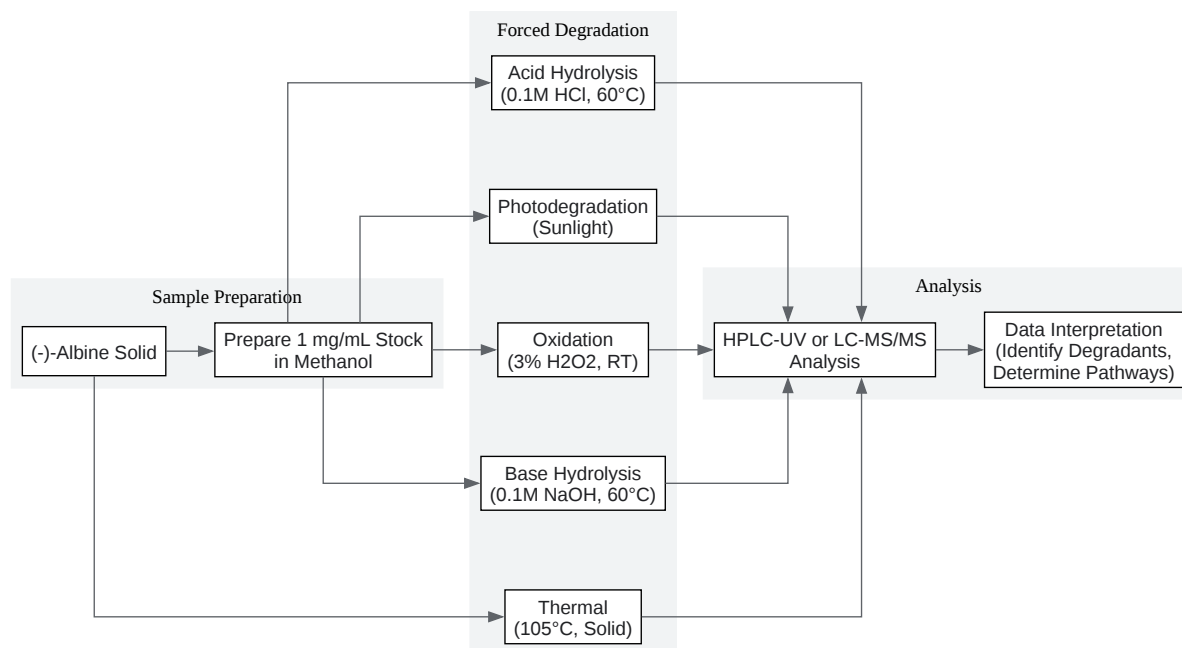 Forced Degradation
Acid Hydrolysis
(0.1M HCl, 60°C)
Photodegradation
(Sunlight)
Sample Preparation
Analysis
(-)-Albine Solid
Prepare 1 mg/mL Stock
in Methanol
Oxidation
(3% H2O2, RT)
HPLC-UV or LC-MS/MS
Analysis
Data Interpretation
(Identify Degradants,
Determine Pathways)
Base Hydrolysis
(0.1M NaOH, 60°C)
Thermal
(105°C, Solid)